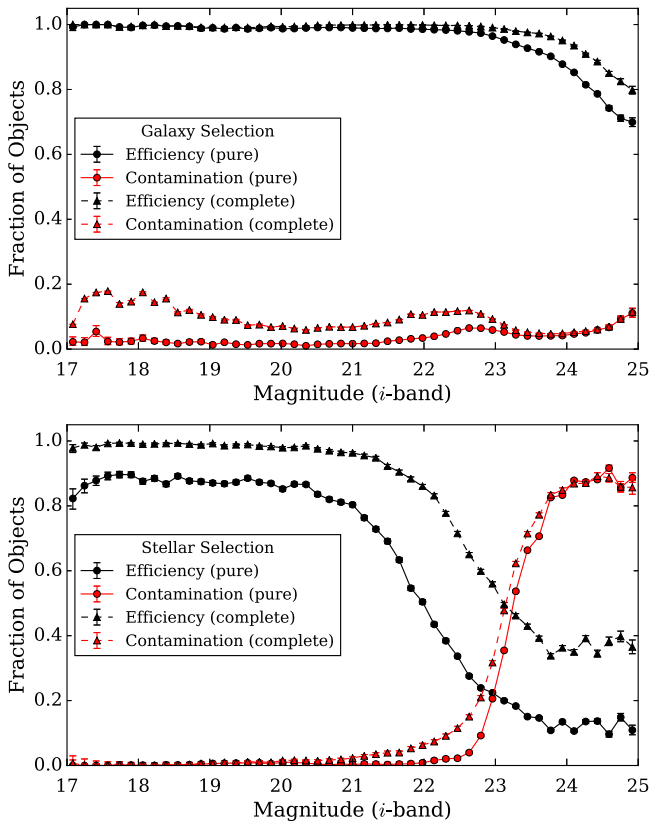 1.0
0.8
0.6
0.4
0.2
0.0
Fraction of Objects
Galaxy Selection
Efficiency (pure)
Contamination (pure)
Efficiency (complete)
Contamination (complete)
17 18 19 20 21 22 23 24 25
Magnitude (i-band)
1.0
0.8
0.6
0.4
0.2
0.0
Fraction of Objects
Stellar Selection
Efficiency (pure)
Contamination (pure)
Efficiency (complete)
Contamination (complete)
17 18 19 20 21 22 23 24 25
Magnitude (i-band)